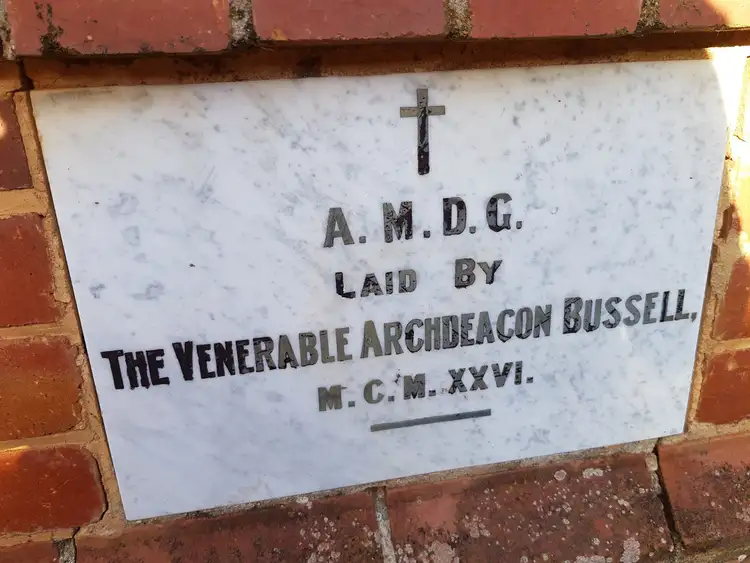 A. M. D. G.
LAID BY
THE VENERABLE ARCHDEACON BUSSELL,
M. C. M. XXVI.